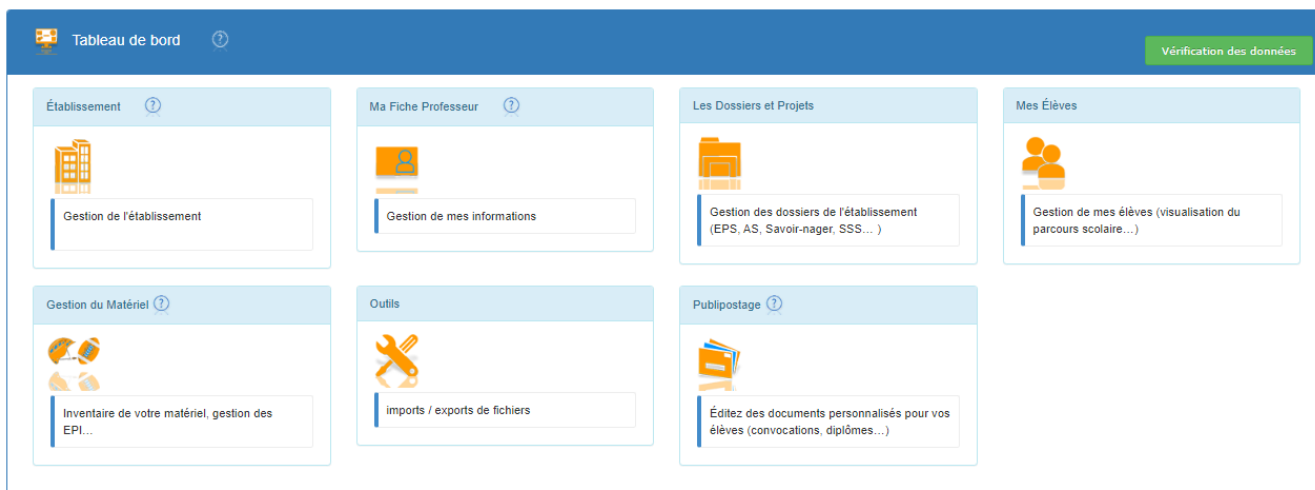 Tableau de bord ?
Vérification des données
Établissement ?
Gestion de l'établissement
Ma Fiche Professeur ?
Gestion de mes informations
Les Dossiers et Projets
Gestion des dossiers de l'établissement
(EPS, AS, Savoir-nager, SSS... )
Mes Élèves
Gestion de mes élèves (visualisation du
parcours scolaire...)
Gestion du Matériel ?
Inventaire de votre matériel, gestion des
EPI...
Outils
imports / exports de fichiers
Publipostage ?
Éditez des documents personnalisés pour vos
élèves (convocations, diplômes...)